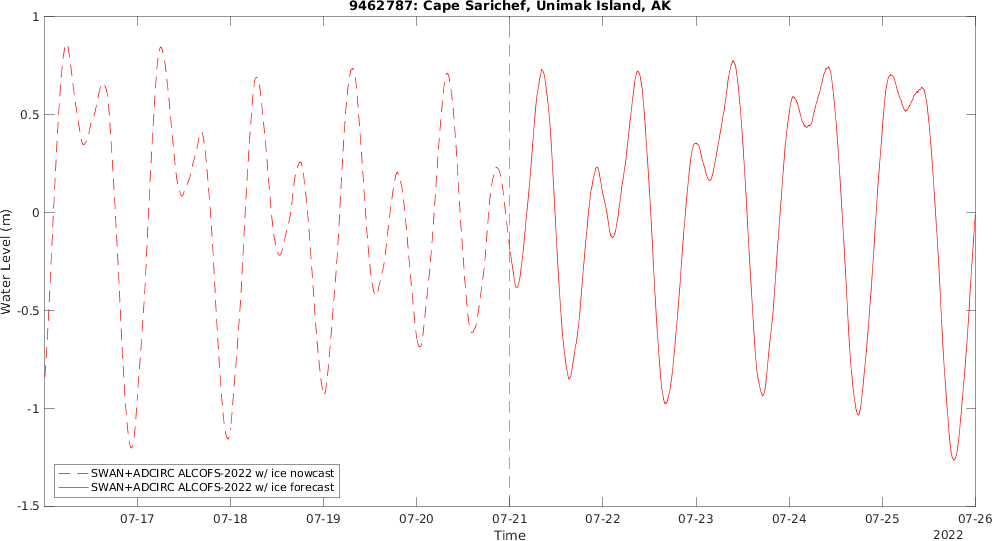 9462787: Cape Sarichef, Unimak Island, AK
1
0.5
0
-0.5
-1
-1.5
Water Level (m)
SWAN+ADCIRC ALCOFS-2022 w/ ice nowcast
SWAN+ADCIRC ALCOFS-2022 w/ ice forecast
07-17 07-18 07-19 07-20 07-21 07-22 07-23 07-24 07-25 07-26
Time
2022